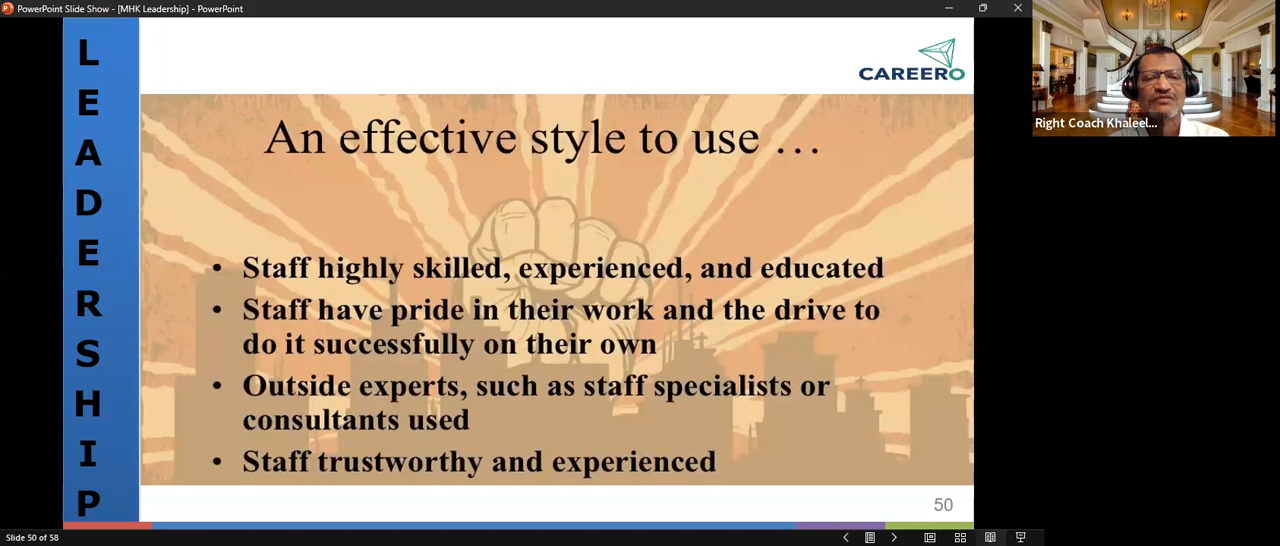 PowerPoint Slide Show - [MHK Leadership] - PowerPoint
LEADERSHIP
CAREERO
An effective style to use …
• Staff highly skilled, experienced, and educated
• Staff have pride in their work and the drive to
do it successfully on their own
• Outside experts, such as staff specialists or
consultants used
• Staff trustworthy and experienced
50
Right Coach Khaleel...
Slide 50 of 58